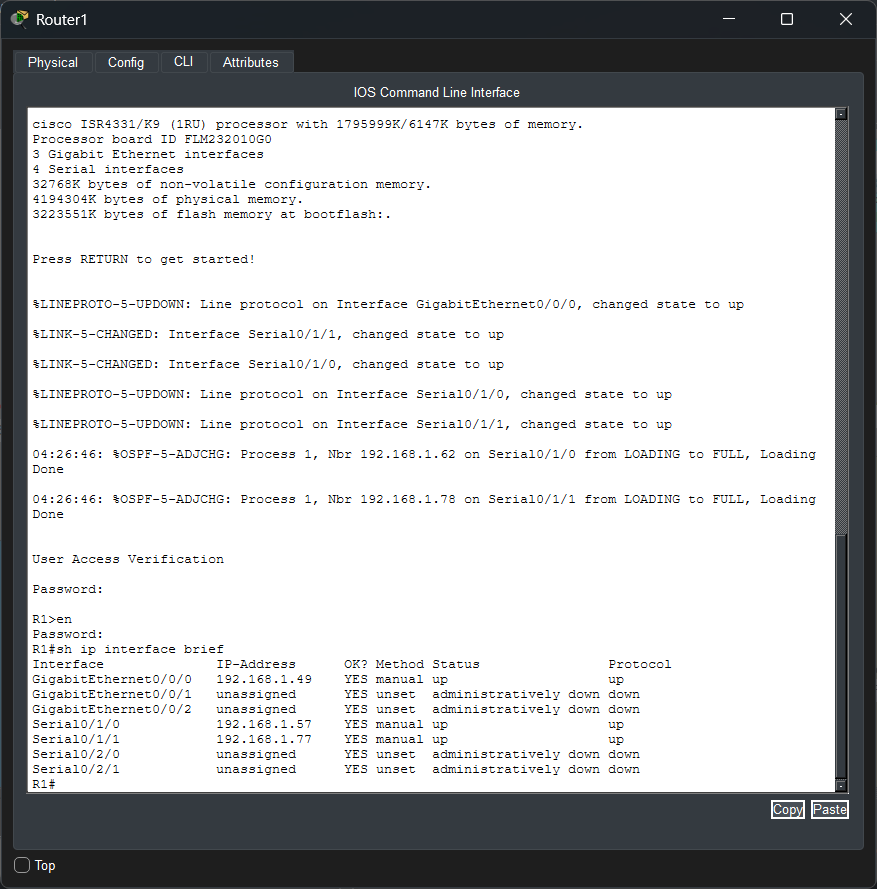 Router1
Physical Config CLI Attributes
IOS Command Line Interface
cisco ISR4331/K9 (1RU) processor with 1795999K/6147K bytes of memory.
Processor board ID FLM232010G0
3 Gigabit Ethernet interfaces
4 Serial interfaces
32768K bytes of non-volatile configuration memory.
4194304K bytes of physical memory.
3223551K bytes of flash memory at bootflash:.
Press RETURN to get started!
%LINEPROTO-5-UPDOWN: Line protocol on Interface GigabitEthernet0/0/0, changed state to up
%LINK-5-CHANGED: Interface Serial0/1/1, changed state to up
%LINK-5-CHANGED: Interface Serial0/1/0, changed state to up
%LINEPROTO-5-UPDOWN: Line protocol on Interface Serial0/1/0, changed state to up
%LINEPROTO-5-UPDOWN: Line protocol on Interface Serial0/1/1, changed state to up
04:26:46: %OSPF-5-ADJCHG: Process 1, Nbr 192.168.1.62 on Serial0/1/0 from LOADING to FULL, Loading
Done
04:26:46: %OSPF-5-ADJCHG: Process 1, Nbr 192.168.1.78 on Serial0/1/1 from LOADING to FULL, Loading
Done
User Access Verification
Password:
R1>en
Password:
R1#sh ip interface brief
Interface              IP-Address      OK? Method Status                Protocol
GigabitEthernet0/0/0   192.168.1.49    YES manual up                    up
GigabitEthernet0/0/1   unassigned      YES unset  administratively down down
GigabitEthernet0/0/2   unassigned      YES unset  administratively down down
Serial0/1/0            192.168.1.57    YES manual up                    up
Serial0/1/1            192.168.1.77    YES manual up                    up
Serial0/2/0            unassigned      YES unset  administratively down down
Serial0/2/1            unassigned      YES unset  administratively down down
R1#
Copy Paste
Top